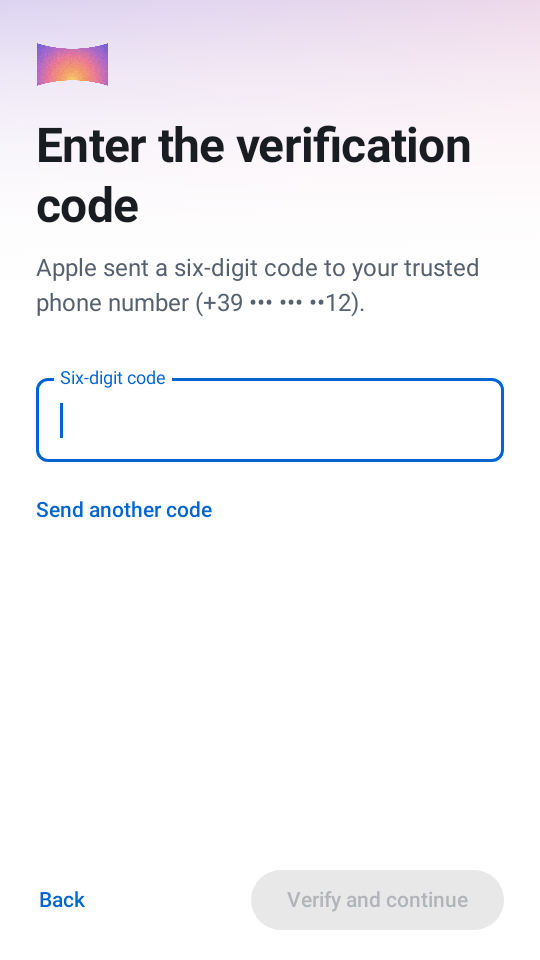 Enter the verification
code
Apple sent a six-digit code to your trusted
phone number (+39 ••• ••• ••12).
Six-digit code
Send another code
Back
Verify and continue